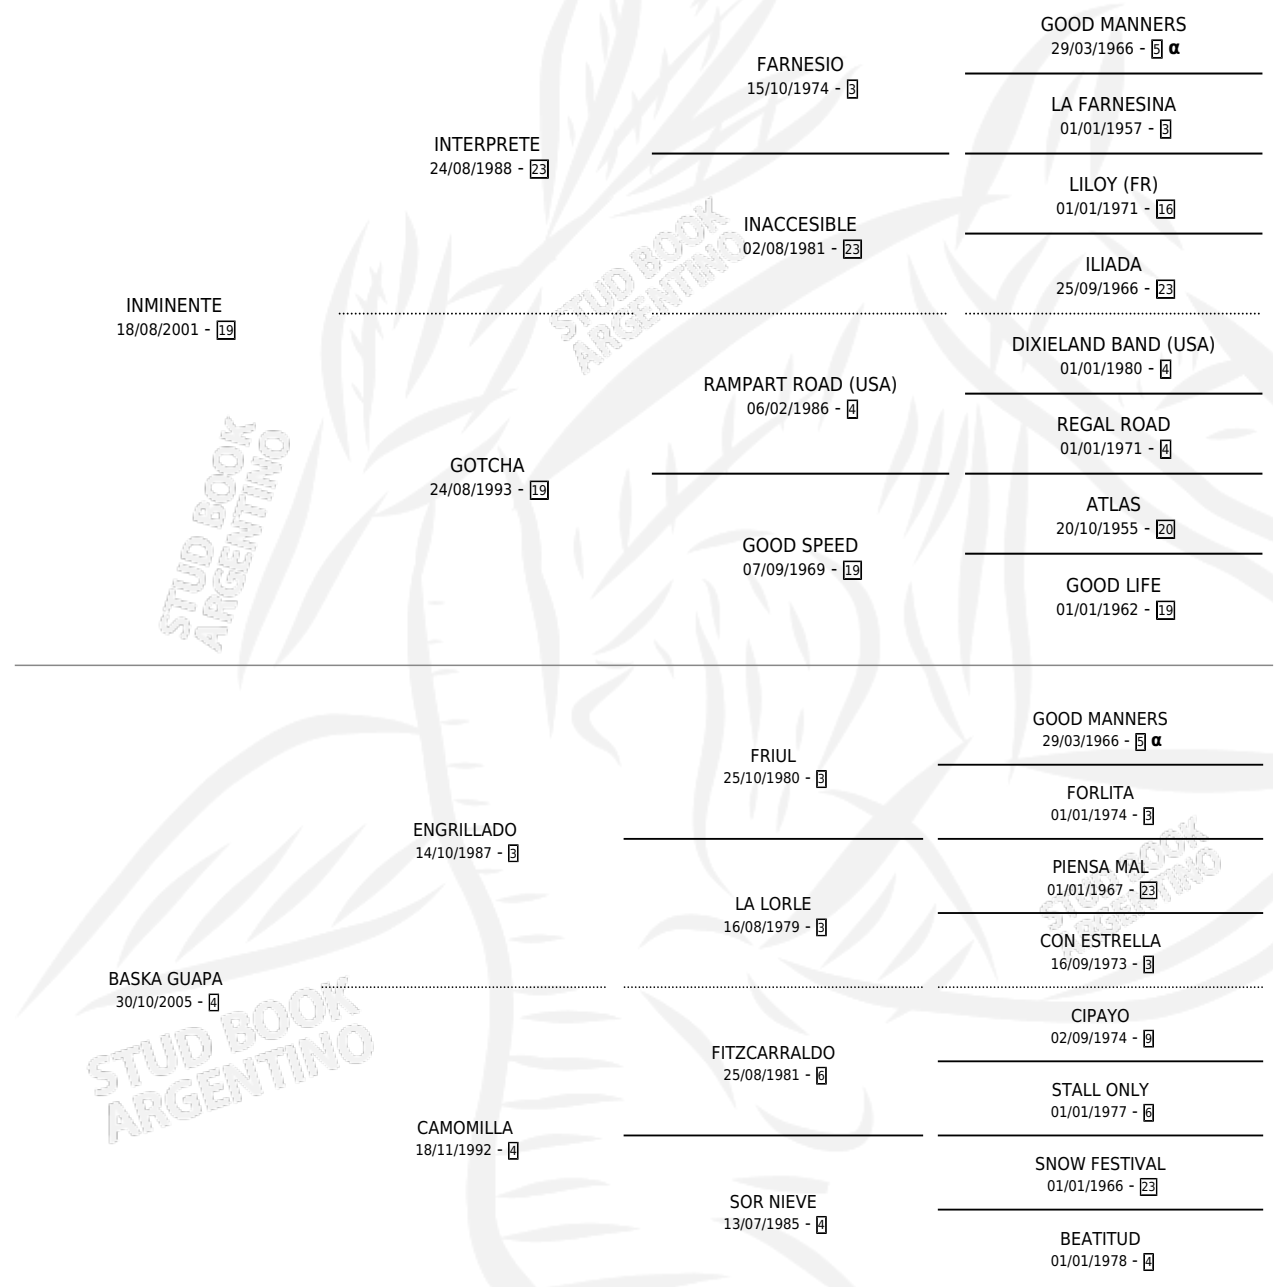 GOOD MANNERS
29/03/1966 - 5 α
FARNESIO
15/10/1974 - 3
LA FARNESINA
01/01/1957 - 3
INTERPRETE
24/08/1988 - 23
LILOY (FR)
01/01/1971 - 16
INACCESIBLE
02/08/1981 - 23
ILIADA
25/09/1966 - 23
INMINENTE
18/08/2001 - 19
DIXIELAND BAND (USA)
01/01/1980 - 4
RAMPART ROAD (USA)
06/02/1986 - 4
REGAL ROAD
01/01/1971 - 4
GOTCHA
24/08/1993 - 19
ATLAS
20/10/1955 - 20
GOOD SPEED
07/09/1969 - 19
GOOD LIFE
01/01/1962 - 19
GOOD MANNERS
29/03/1966 - 5 α
FRIUL
25/10/1980 - 3
FORLITA
01/01/1974 - 3
ENGRILLADO
14/10/1987 - 3
PIENSA MAL
01/01/1967 - 23
LA LORLE
16/08/1979 - 3
CON ESTRELLA
16/09/1973 - 3
BASKA GUAPA
30/10/2005 - 4
CIPAYO
02/09/1974 - 9
FITZCARRALDO
25/08/1981 - 6
STALL ONLY
01/01/1977 - 6
CAMOMILLA
18/11/1992 - 4
SNOW FESTIVAL
01/01/1966 - 23
SOR NIEVE
13/07/1985 - 4
BEATITUD
01/01/1978 - 4
STUD BOOK
ARGENTINO
STUD BOOK
ARGENTINO
STUD BOOK
ARGENTINO
STUD BOOK
ARGENTINO